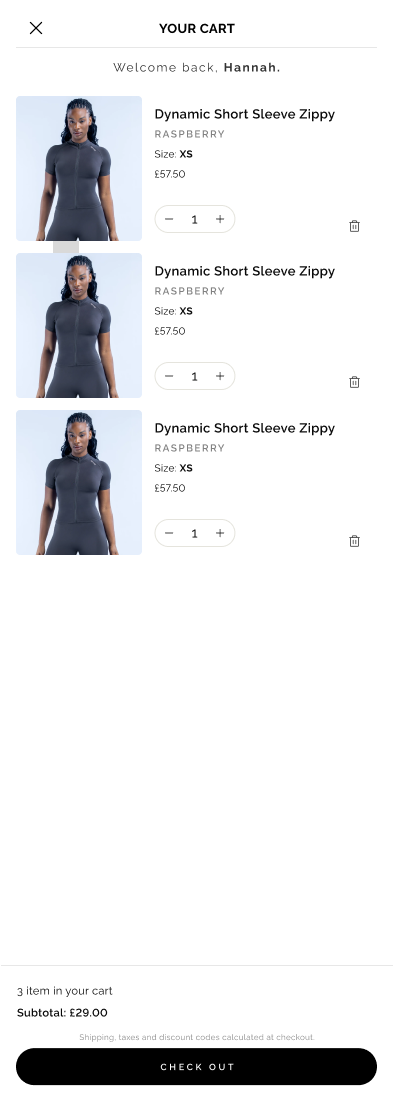 YOUR CART
Welcome back, Hannah.
Dynamic Short Sleeve Zippy
RASPBERRY
Size: XS
£57.50
1
Dynamic Short Sleeve Zippy
RASPBERRY
Size: XS
£57.50
1
Dynamic Short Sleeve Zippy
RASPBERRY
Size: XS
£57.50
1
3 item in your cart
Subtotal: £29.00
Shipping, taxes and discount codes calculated at checkout.
CHECK OUT